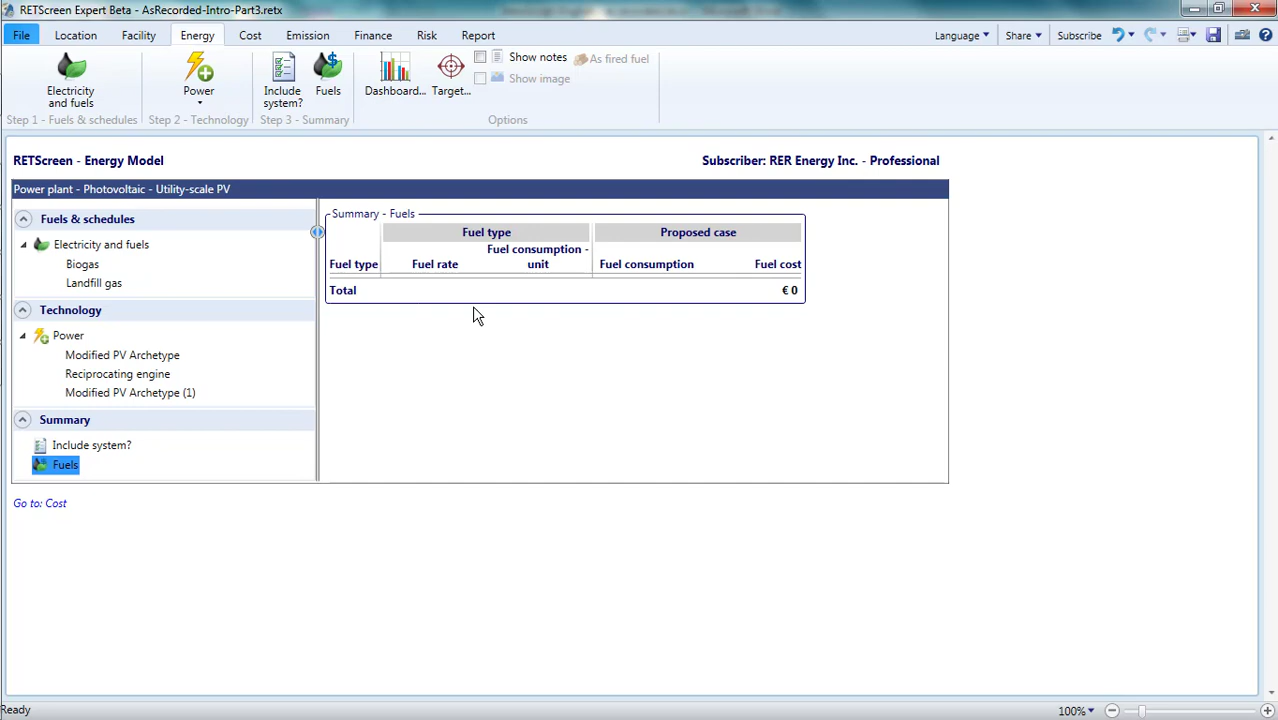 RETScreen Expert Beta - AsRecorded-Intro-Part3.retx
File Location Facility Energy Cost Emission Finance Risk Report Language Share Subscribe
Electricity and fuels
Power
Include system?
Fuels
Dashboard...
Target...
Show notes
As fired fuel
Show image
Step 1 - Fuels & schedules
Step 2 - Technology
Step 3 - Summary
Options
RETScreen - Energy Model
Subscriber: RER Energy Inc. - Professional
Power plant - Photovoltaic - Utility-scale PV
Fuels & schedules
Electricity and fuels
Biogas
Landfill gas
Technology
Power
Modified PV Archetype
Reciprocating engine
Modified PV Archetype (1)
Summary
Include system?
Fuels
Summary - Fuels
Fuel type Proposed case
Fuel consumption -
Fuel type Fuel rate unit Fuel consumption Fuel cost
Total € 0
Go to: Cost
Ready
100%